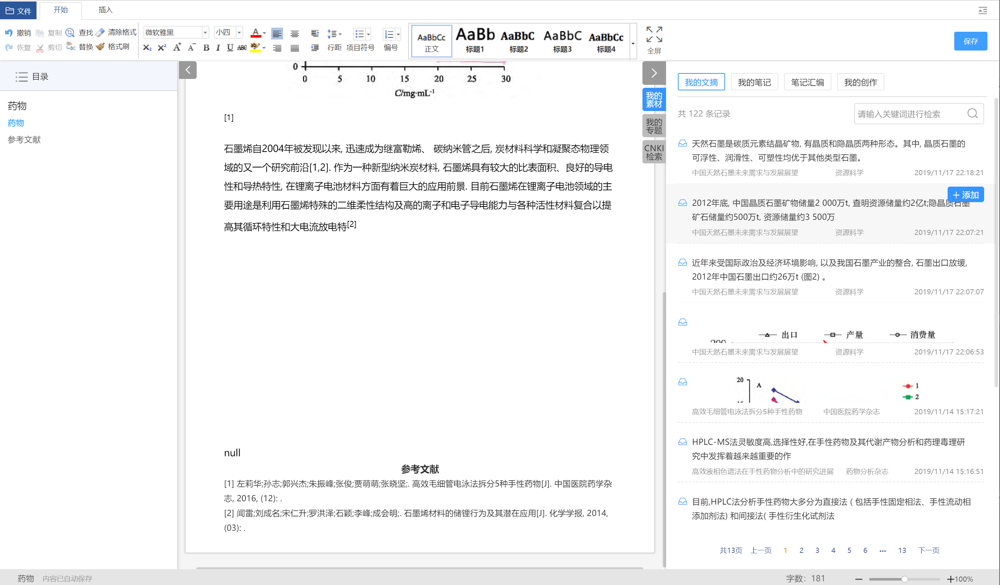 文件
开始
插入
撤销 复制 查找 清除格式
恢复 剪切 替换 格式刷
微软雅黑 小四
行距 项目符号 编号
AaBbCc AaBb AaBbC AaBbC AaBbCc
正文 标题1 标题2 标题3 标题4
全屏
保存
目录
药物
药物
参考文献
0
0 5 10 15 20 25 30
C/mg·mL-1
[1]
石墨烯自2004年被发现以来, 迅速成为继富勒烯、 碳纳米管之后, 炭材料科学和凝聚态物理领
域的又一个研究前沿[1,2]. 作为一种新型纳米炭材料, 石墨烯具有较大的比表面积、良好的导电
性和导热特性, 在锂离子电池材料方面有着巨大的应用前景. 目前石墨烯在锂离子电池领域的主
要用途是利用石墨烯特殊的二维柔性结构及高的离子和电子导电能力与各种活性材料复合以提
高其循环特性和大电流放电特[2]
null
参考文献
[1] 左莉华;孙志;郭兴杰;朱振峰;张俊;贾萌萌;张晓坚;. 高效毛细管电泳法拆分5种手性药物[J]. 中国医院药学杂
志, 2016, (12): .
[2] 闻雷;刘成名;宋仁升;罗洪泽;石颖;李峰;成会明;. 石墨烯材料的储锂行为及其潜在应用[J]. 化学学报, 2014,
(03): .
我的
素材
我的
专题
CNKI
检索
我的文摘 我的笔记 笔记汇编 我的创作
共 122 条记录
请输入关键词进行检索
天然石墨是碳质元素结晶矿物, 有晶质和隐晶质两种形态。其中, 晶质石墨的
可浮性、润滑性、可塑性均优于其他类型石墨。
中国天然石墨未来需求与发展展望 资源科学 2019/11/17 22:18:21
添加
2012年底, 中国晶质石墨矿物储量2 000万t, 查明资源储量约2亿t;隐晶质石墨
矿石储量约500万t, 资源储量约3 500万
中国天然石墨未来需求与发展展望 资源科学 2019/11/17 22:07:21
近年来受国际政治及经济环境影响, 以及我国石墨产业的整合, 石墨出口放缓,
2012年中国石墨出口约26万t (图2) 。
中国天然石墨未来需求与发展展望 资源科学 2019/11/17 22:07:07
出口 产量 消费量
200
中国天然石墨未来需求与发展展望 资源科学 2019/11/17 22:06:53
20 A 1
2
高效毛细管电泳法拆分5种手性药物 中国医院药学杂志 2019/11/14 15:17:21
HPLC-MS法灵敏度高,选择性好,在手性药物及其代谢产物分析和药理毒理研
究中发挥着越来越重要的作
高效液相色谱法在手性药物分析中的研究进展 药物分析杂志 2019/11/14 15:16:51
目前,HPLC法分析手性药物大多分为直接法 ( 包括手性固定相法、手性流动相
添加剂法) 和间接法( 手性衍生化试剂法
共13页 上一页 1 2 3 4 5 6 ••• 13 下一页
药物 内容已自动保存
字数：181
100%